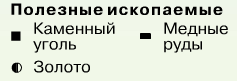 Полезные ископаемые
Каменный уголь
Медные руды
Золото